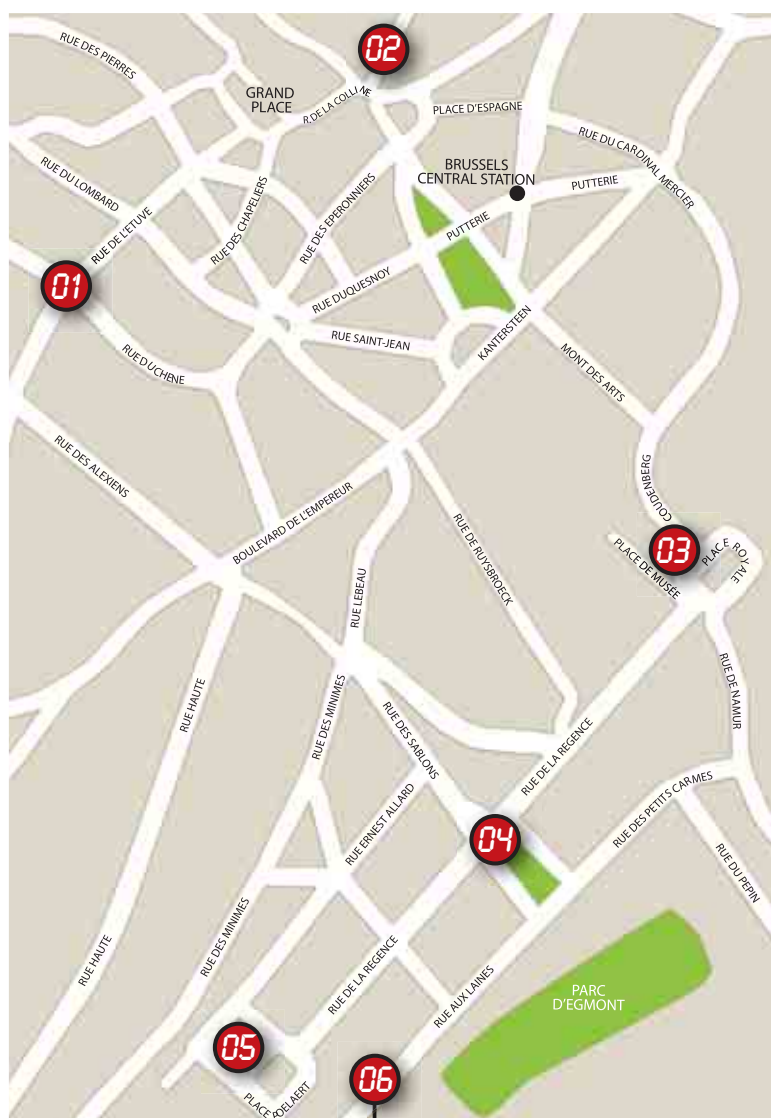 02
RUE DES PIERRES
GRAND
PLACE
R. DE LA COLLINE
PLACE D'ESPAGNE
RUE DU CARDINAL MERCIER
BRUSSELS
CENTRAL STATION
PUTTERIE
PUTTERIE
RUE DU LOMBARD
RUE DE L'ETUVE
RUE DES CHAPELIERS
RUE DES EPERONNIERS
01
RUE DUQUESNOY
RUE SAINT-JEAN
KANTERSTEEN
MONT DES ARTS
RUE DUCHENE
RUE DES ALEXIENS
BOULEVARD DE L'EMPEREUR
COUDENBERG
03
PLACE ROYALE
PLACE DE MUSÉE
RUE DE RUYSBROECK
RUE LEBEAU
RUE HAUTE
RUE DES MINIMES
RUE DES SABLONS
RUE DE NAMUR
RUE DE LA REGENCE
RUE ERNEST ALLARD
04
RUE DES PETITS CARMES
RUE DU PEPIN
RUE HAUTE
RUE DES MINIMES
RUE DE LA REGENCE
RUE AUX LAINES
PARC
D'EGMONT
05
06
PLACE POELAERT